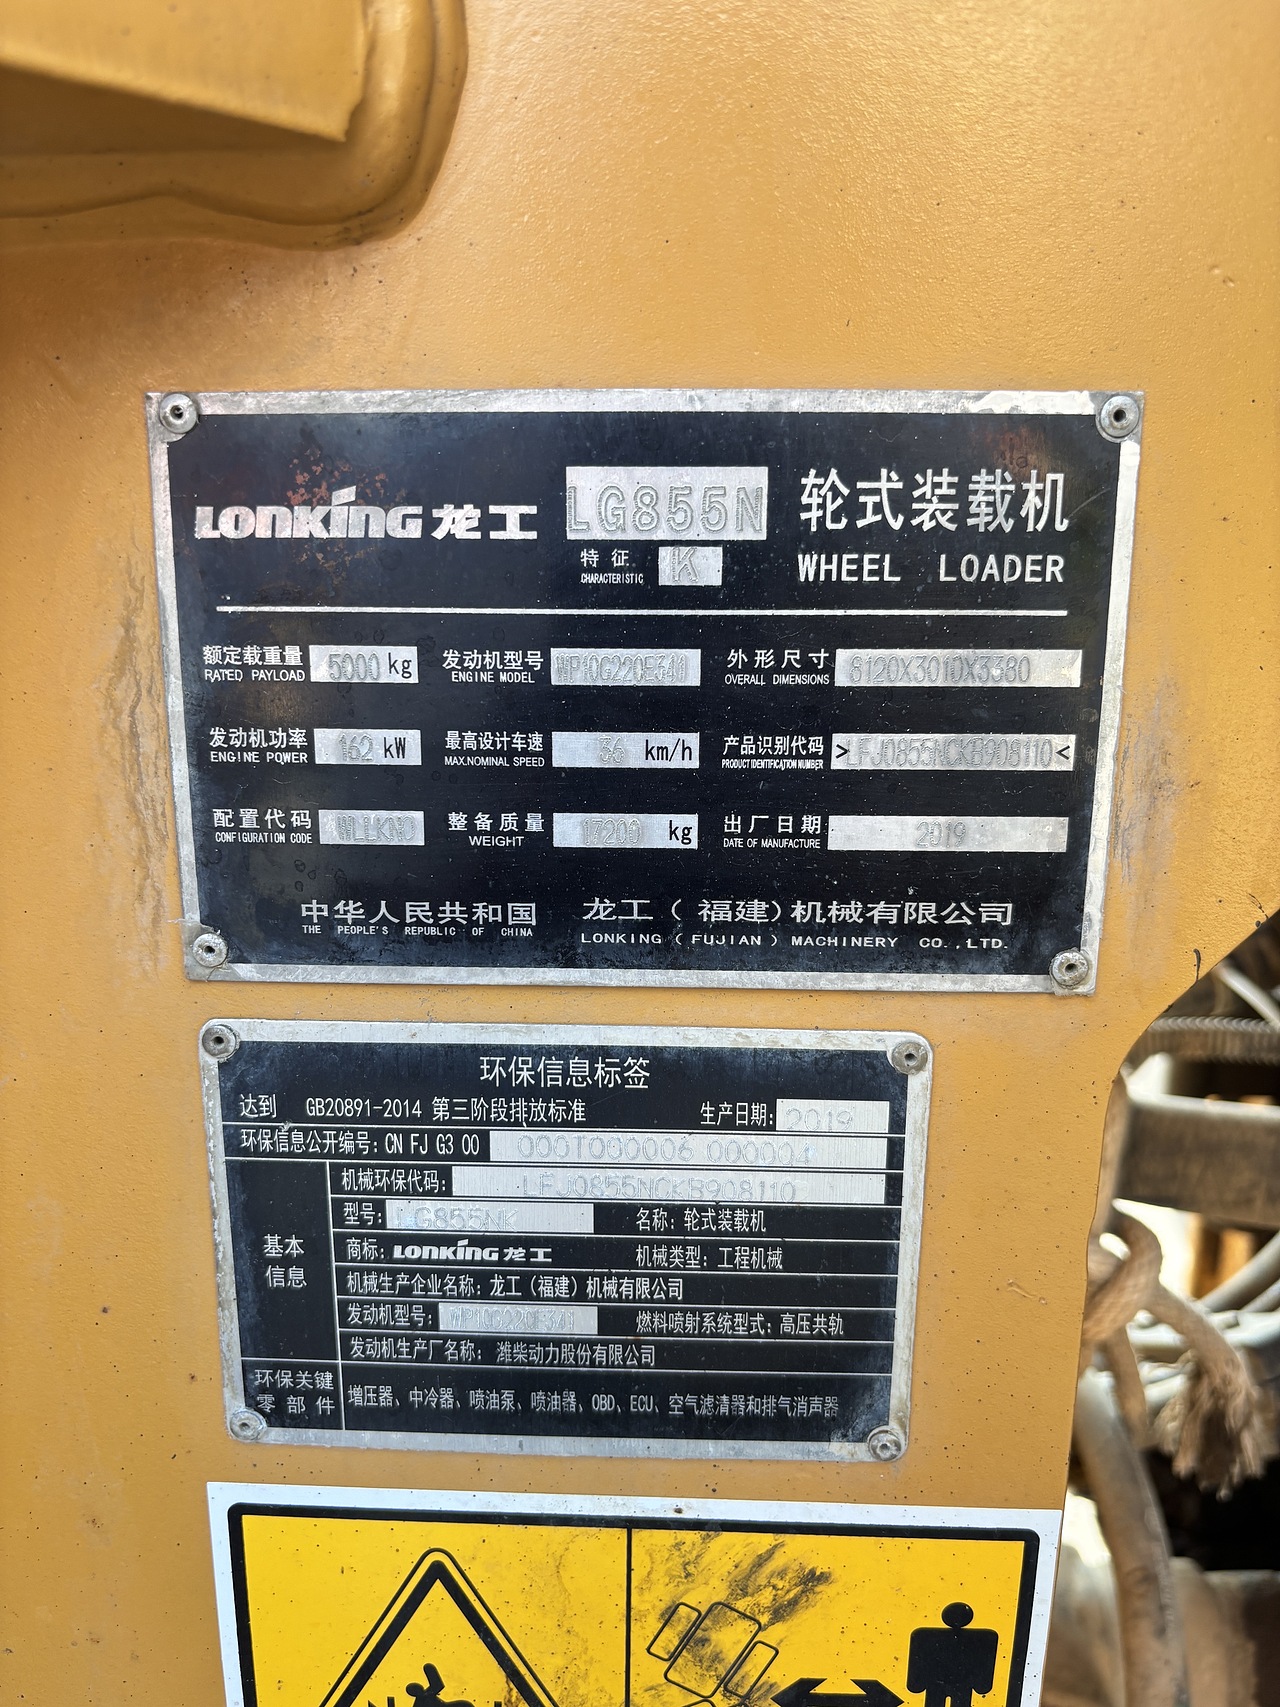 LONKING 龙工 LG855N 轮式装载机
特征 K
CHARACTERISTIC
WHEEL LOADER
额定载重量 5000 kg 发动机型号 WP10G220E341 外形尺寸 8120X3010X3380
RATED PAYLOAD ENGINE MODEL OVERALL DIMENSIONS
发动机功率 162 kW 最高设计车速 36 km/h 产品识别代码 >LFJ0855NCKB908110<
ENGINE POWER MAX.NOMINAL SPEED PRODUCT IDENTIFICATION NUMBER
配置代码 整备质量 17200 kg 出厂日期 2019
CONFIGURATION CODE WEIGHT DATE OF MANUFACTURE
中华人民共和国 龙工(福建)机械有限公司
THE PEOPLE'S REPUBLIC OF CHINA LONKING (FUJIAN) MACHINERY CO.,LTD.
环保信息标签
达到 GB20891-2014 第三阶段排放标准 生产日期: 2019
环保信息公开编号: CN FJ G3 00 0001000006 000004
基本信息
机械环保代码: LFJ0855NCKB908110
型号: LG855NK 名称: 轮式装载机
商标: LONKING 龙工 机械类型: 工程机械
机械生产企业名称: 龙工(福建)机械有限公司
发动机型号: WP10G220E341 燃料喷射系统型式: 高压共轨
发动机生产厂名称: 潍柴动力股份有限公司
环保关键零部件 增压器、中冷器、喷油泵、喷油器、OBD、ECU、空气滤清器和排气消声器